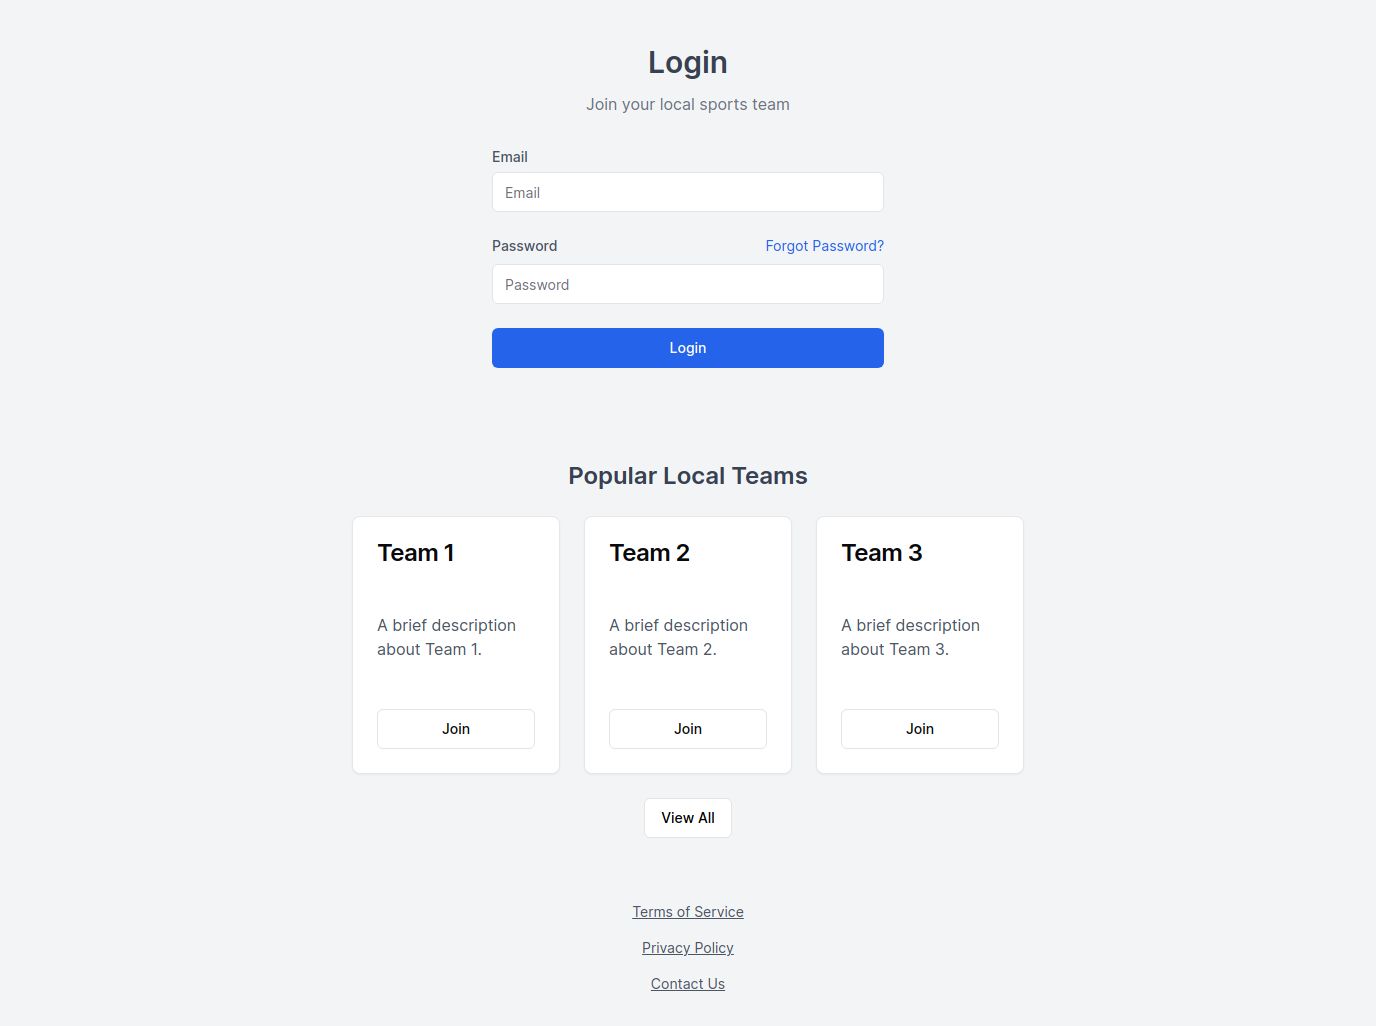 Login
Join your local sports team
Email
Email
Password
Forgot Password?
Password
Login
Popular Local Teams
Team 1
A brief description
about Team 1.
Join
Team 2
A brief description
about Team 2.
Join
Team 3
A brief description
about Team 3.
Join
View All
Terms of Service
Privacy Policy
Contact Us